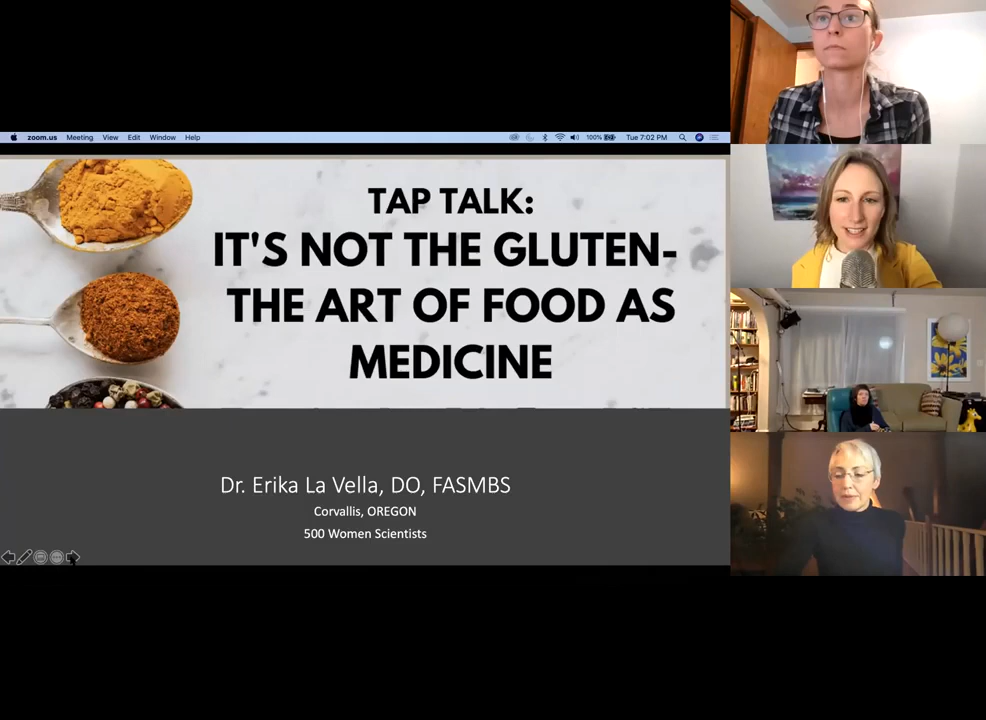 zoom.us Meeting View Edit Window Help 100% Tue 7:02 PM
TAP TALK:
IT'S NOT THE GLUTEN-
THE ART OF FOOD AS
MEDICINE
Dr. Erika La Vella, DO, FASMBS
Corvallis, OREGON
500 Women Scientists